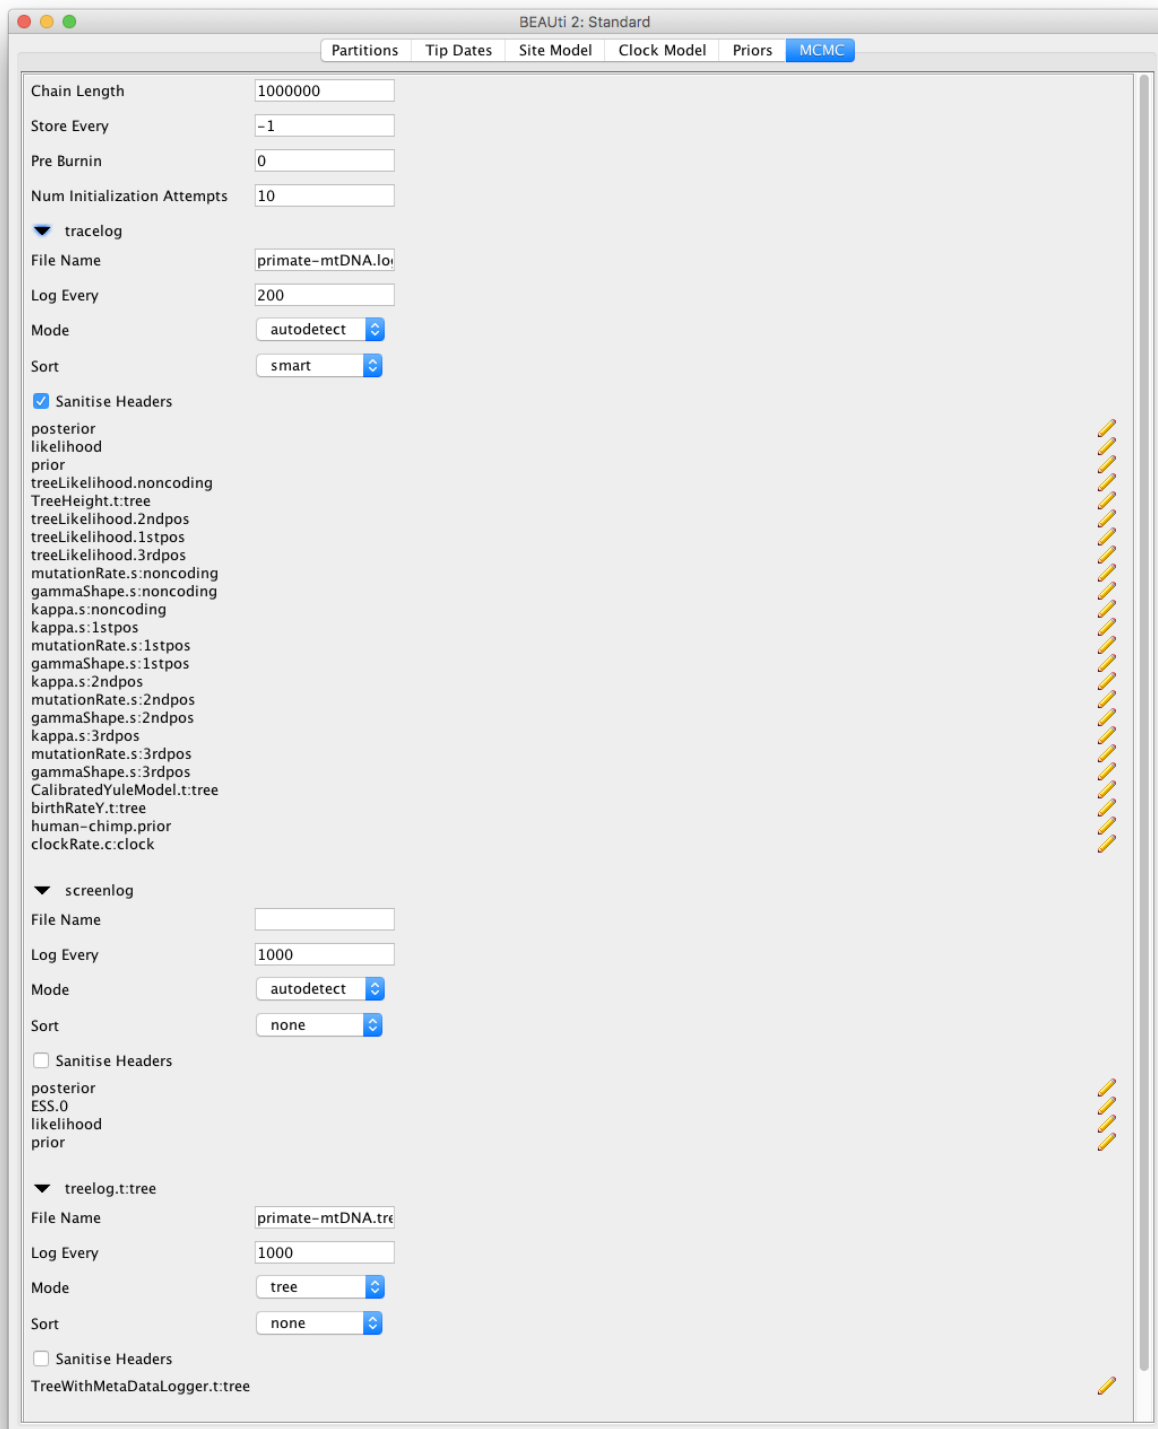 BEAUti 2: Standard
Partitions Tip Dates Site Model Clock Model Priors MCMC
Chain Length 1000000
Store Every -1
Pre Burnin 0
Num Initialization Attempts 10
tracelog
File Name primate-mtDNA.log
Log Every 200
Mode autodetect
Sort smart
Sanitise Headers
posterior
likelihood
prior
treeLikelihood.noncoding
TreeHeight.t:tree
treeLikelihood.2ndpos
treeLikelihood.1stpos
treeLikelihood.3rdpos
mutationRate.s:noncoding
gammaShape.s:noncoding
kappa.s:noncoding
kappa.s:1stpos
mutationRate.s:1stpos
gammaShape.s:1stpos
kappa.s:2ndpos
mutationRate.s:2ndpos
gammaShape.s:2ndpos
kappa.s:3rdpos
mutationRate.s:3rdpos
gammaShape.s:3rdpos
CalibratedYuleModel.t:tree
birthRateY.t:tree
human-chimp.prior
clockRate.c:clock
screenlog
File Name
Log Every 1000
Mode autodetect
Sort none
Sanitise Headers
posterior
ESS.0
likelihood
prior
treelog.t:tree
File Name primate-mtDNA.tre
Log Every 1000
Mode tree
Sort none
Sanitise Headers
TreeWithMetaDataLogger.t:tree